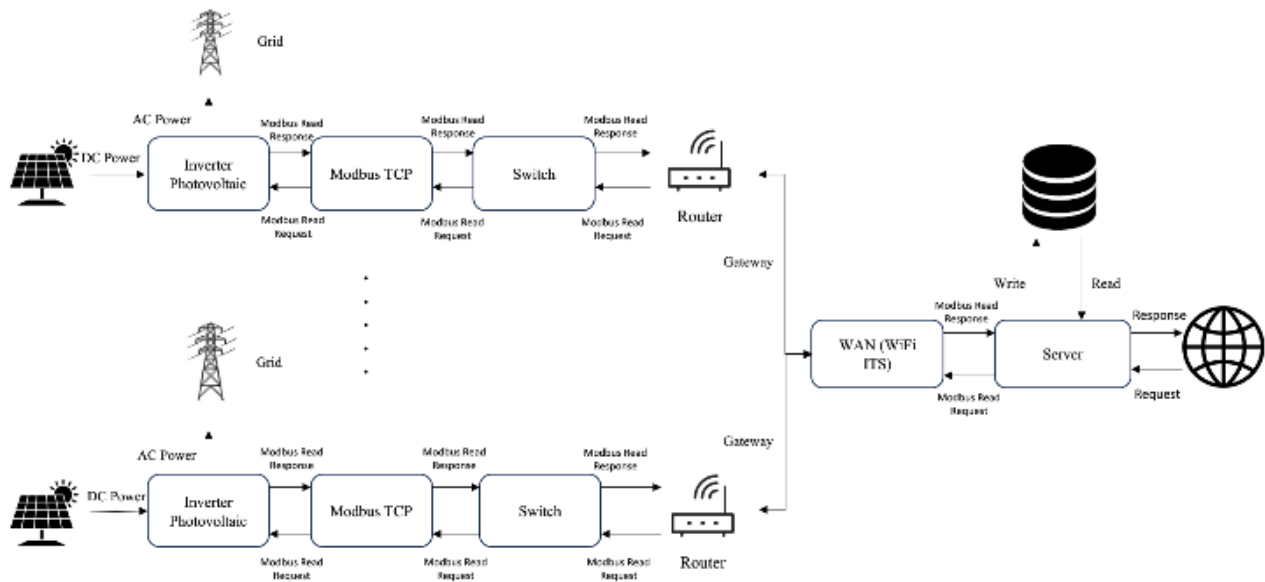 Grid
AC Power
DC Power
Modbus Read
Response
Modbus Read
Response
Modbus Read
Response
Inverter
Photovoltaic
Modbus TCP
Switch
Modbus Read
Request
Modbus Read
Request
Modbus Read
Request
Router
Gateway
Write
Read
Grid
WAN (WiFi
ITS)
Modbus Read
Response
Server
Response
Modbus Read
Request
Request
Gateway
AC Power
DC Power
Modbus Read
Response
Modbus Read
Response
Modbus Read
Response
Inverter
Photovoltaic
Modbus TCP
Switch
Modbus Read
Request
Modbus Read
Request
Modbus Read
Request
Router